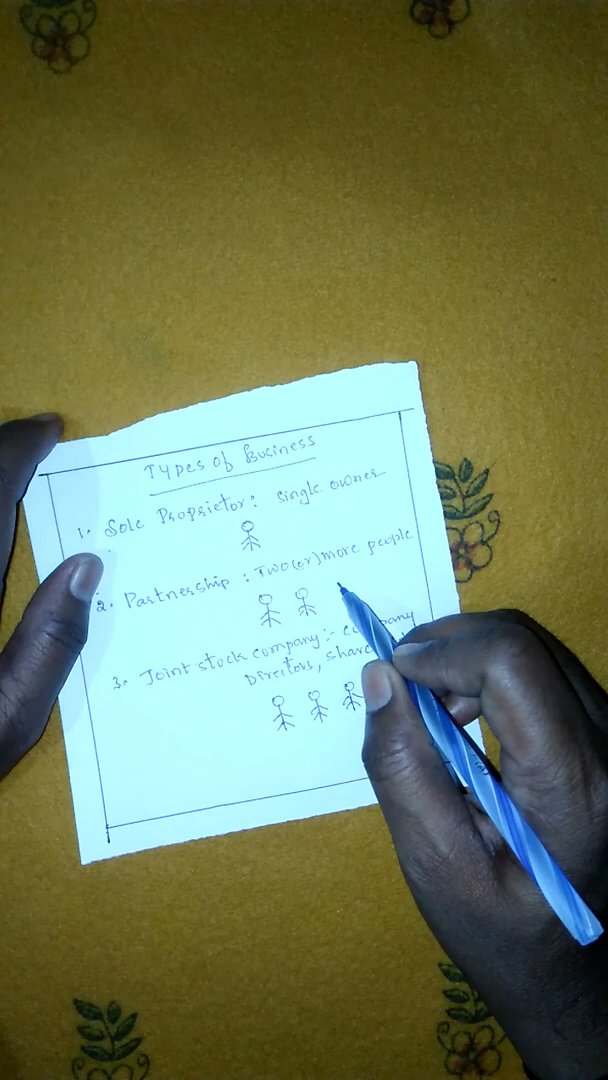 Types of Business
1. Sole Proprietor: single owner
2. Partnership : Two(or)more people
3. Joint stock company:- company
Directors, share